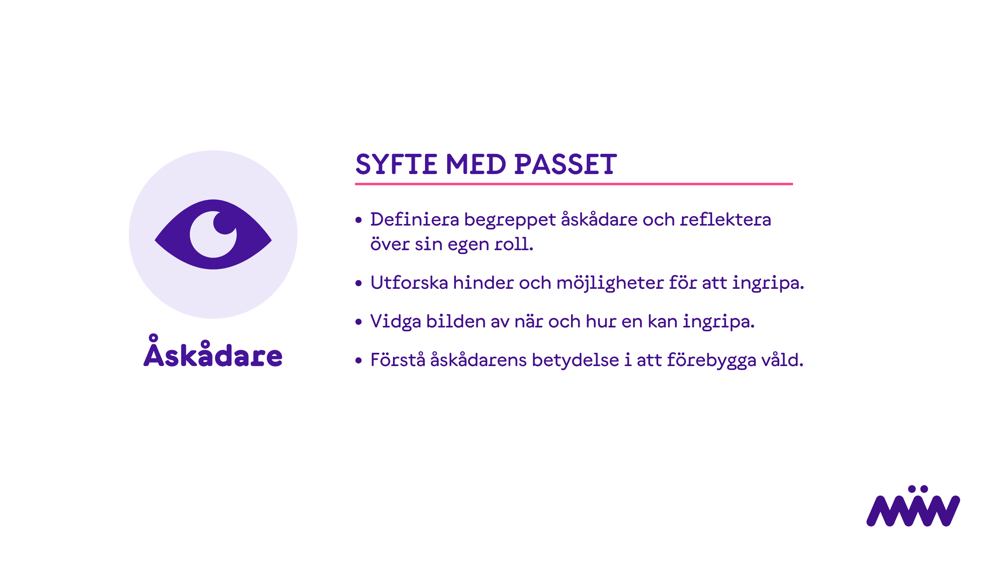 Åskådare
SYFTE MED PASSET
• Definiera begreppet åskådare och reflektera
över sin egen roll.
• Utforska hinder och möjligheter för att ingripa.
• Vidga bilden av när och hur en kan ingripa.
• Förstå åskådarens betydelse i att förebygga våld.
MÄN